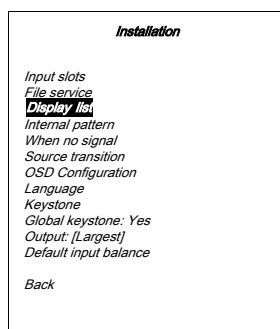 Installation
Input slots
File service
Display list
Internal pattern
When no signal
Source transition
OSD Configuration
Language
Keystone
Global keystone: Yes
Output: [Largest]
Default input balance
Back